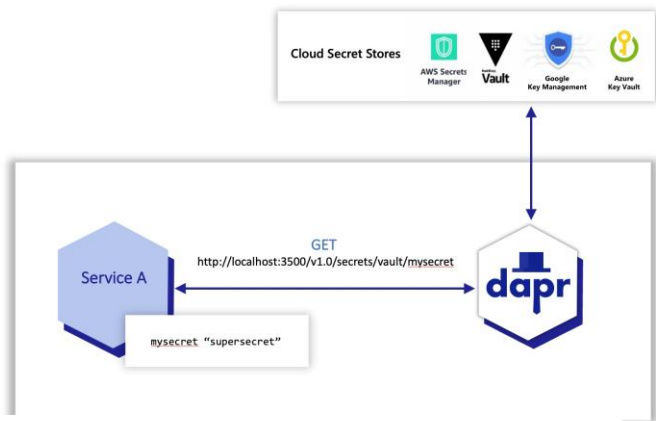 Cloud Secret Stores
AWS Secrets
Manager
HashiCorp
Vault
Google
Key Management
Azure
Key Vault
GET
http://localhost:3500/v1.0/secrets/vault/mysecret
Service A
dapr
mysecret “supersecret”